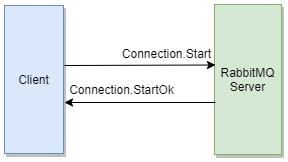 Connection.Start
Client
Connection.StartOk
RabbitMQ
Server